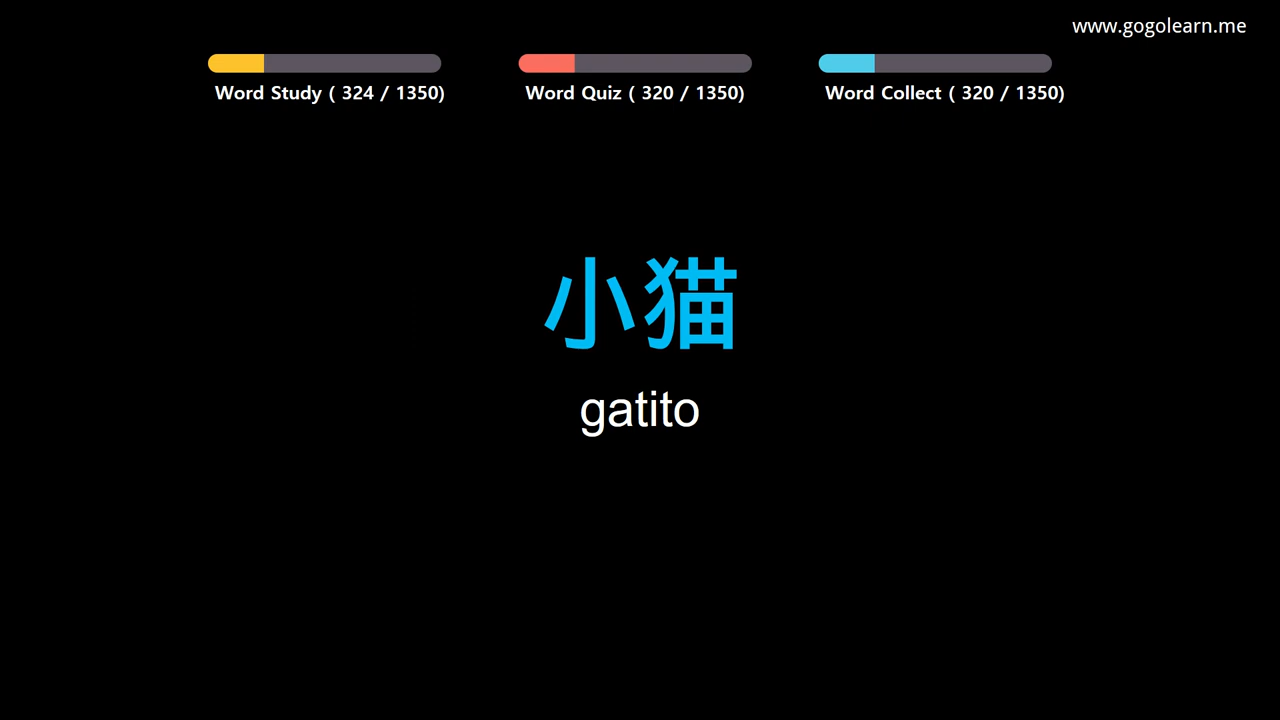 www.gogolearn.me
Word Study ( 324 / 1350)
Word Quiz ( 320 / 1350)
Word Collect ( 320 / 1350)
小猫
gatito